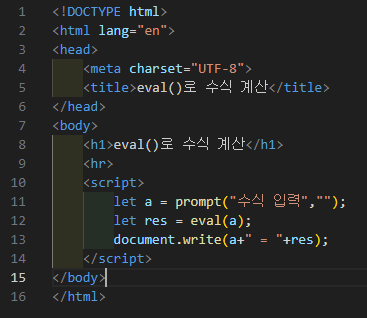 1 <!DOCTYPE html>
2 <html lang="en">
3 <head>
4     <meta charset="UTF-8">
5     <title>eval()로 수식 계산</title>
6 </head>
7 <body>
8     <h1>eval()로 수식 계산</h1>
9     <hr>
10     <script>
11         let a = prompt("수식 입력","");
12         let res = eval(a);
13         document.write(a+" = "+res);
14     </script>
15 </body>
16 </html>